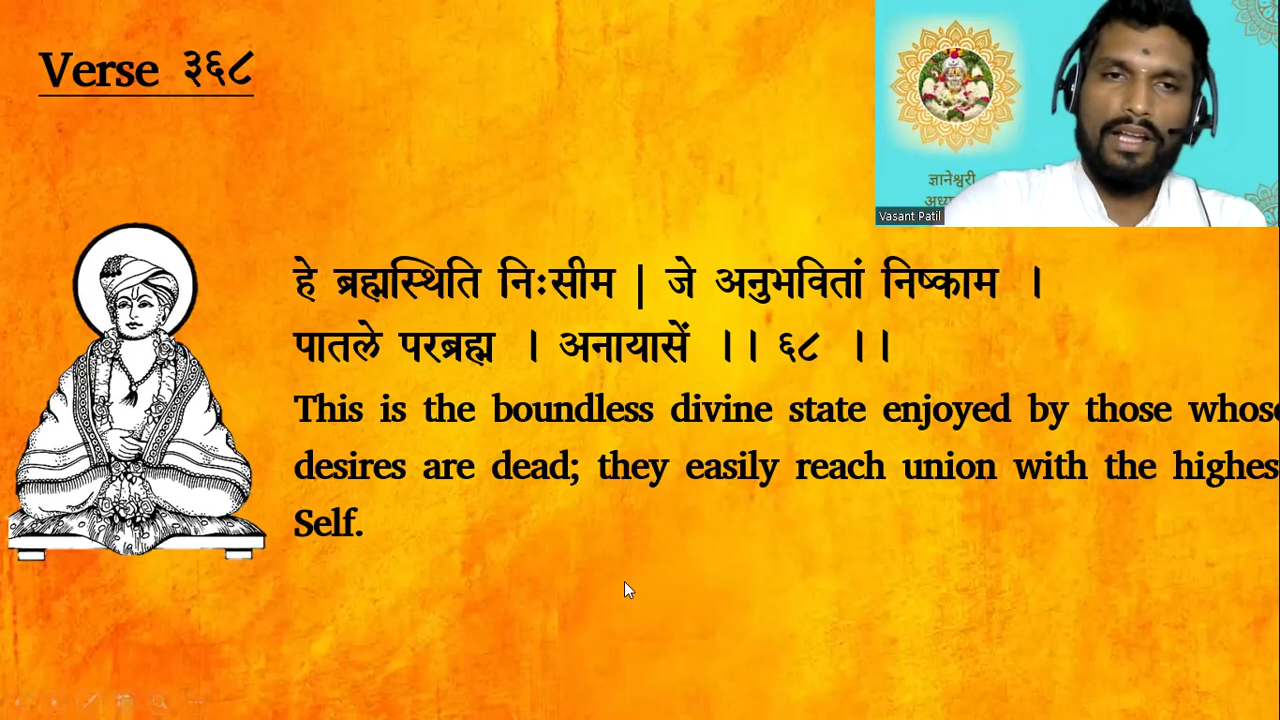 Verse ३६८
ज्ञानेश्वरी
Vasant Patil
हे ब्रह्मस्थिति निःसीम | जे अनुभवितां निष्काम ।
पातले परब्रह्म । अनायासें ।। ६८ ।।
This is the boundless divine state enjoyed by those whose
desires are dead; they easily reach union with the highes
Self.